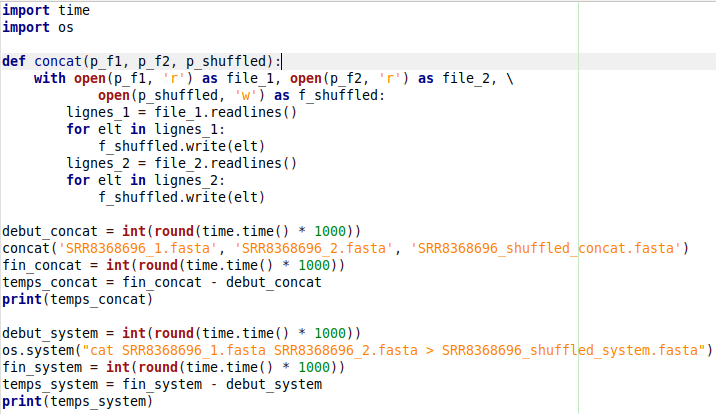 import time
import os
def concat(p_f1, p_f2, p_shuffled):
    with open(p_f1, 'r') as file_1, open(p_f2, 'r') as file_2, \
            open(p_shuffled, 'w') as f_shuffled:
        lignes_1 = file_1.readlines()
        for elt in lignes_1:
            f_shuffled.write(elt)
        lignes_2 = file_2.readlines()
        for elt in lignes_2:
            f_shuffled.write(elt)
debut_concat = int(round(time.time() * 1000))
concat('SRR8368696_1.fasta', 'SRR8368696_2.fasta', 'SRR8368696_shuffled_concat.fasta')
fin_concat = int(round(time.time() * 1000))
temps_concat = fin_concat - debut_concat
print(temps_concat)
debut_system = int(round(time.time() * 1000))
os.system("cat SRR8368696_1.fasta SRR8368696_2.fasta > SRR8368696_shuffled_system.fasta")
fin_system = int(round(time.time() * 1000))
temps_system = fin_system - debut_system
print(temps_system)